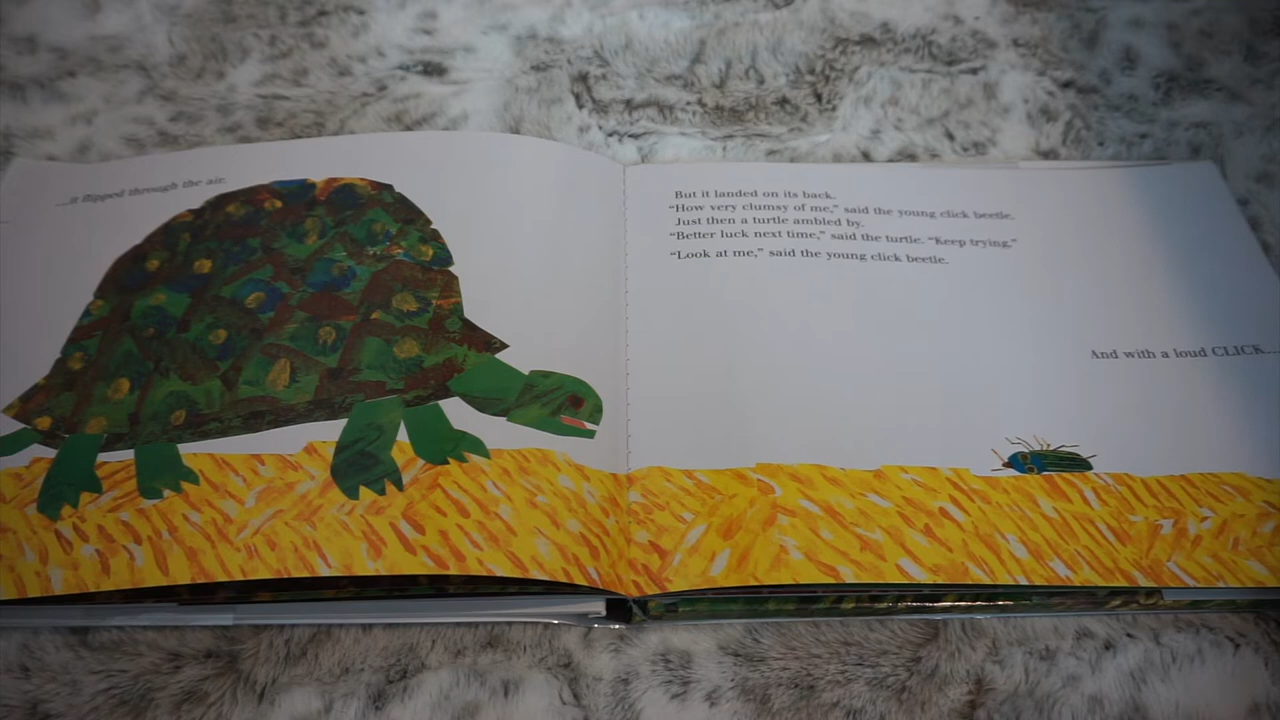 ...it flipped through the air.
But it landed on its back.
“How very clumsy of me,” said the young click beetle.
Just then a turtle ambled by.
“Better luck next time,” said the turtle. “Keep trying.”
“Look at me,” said the young click beetle.
And with a loud CLICK...